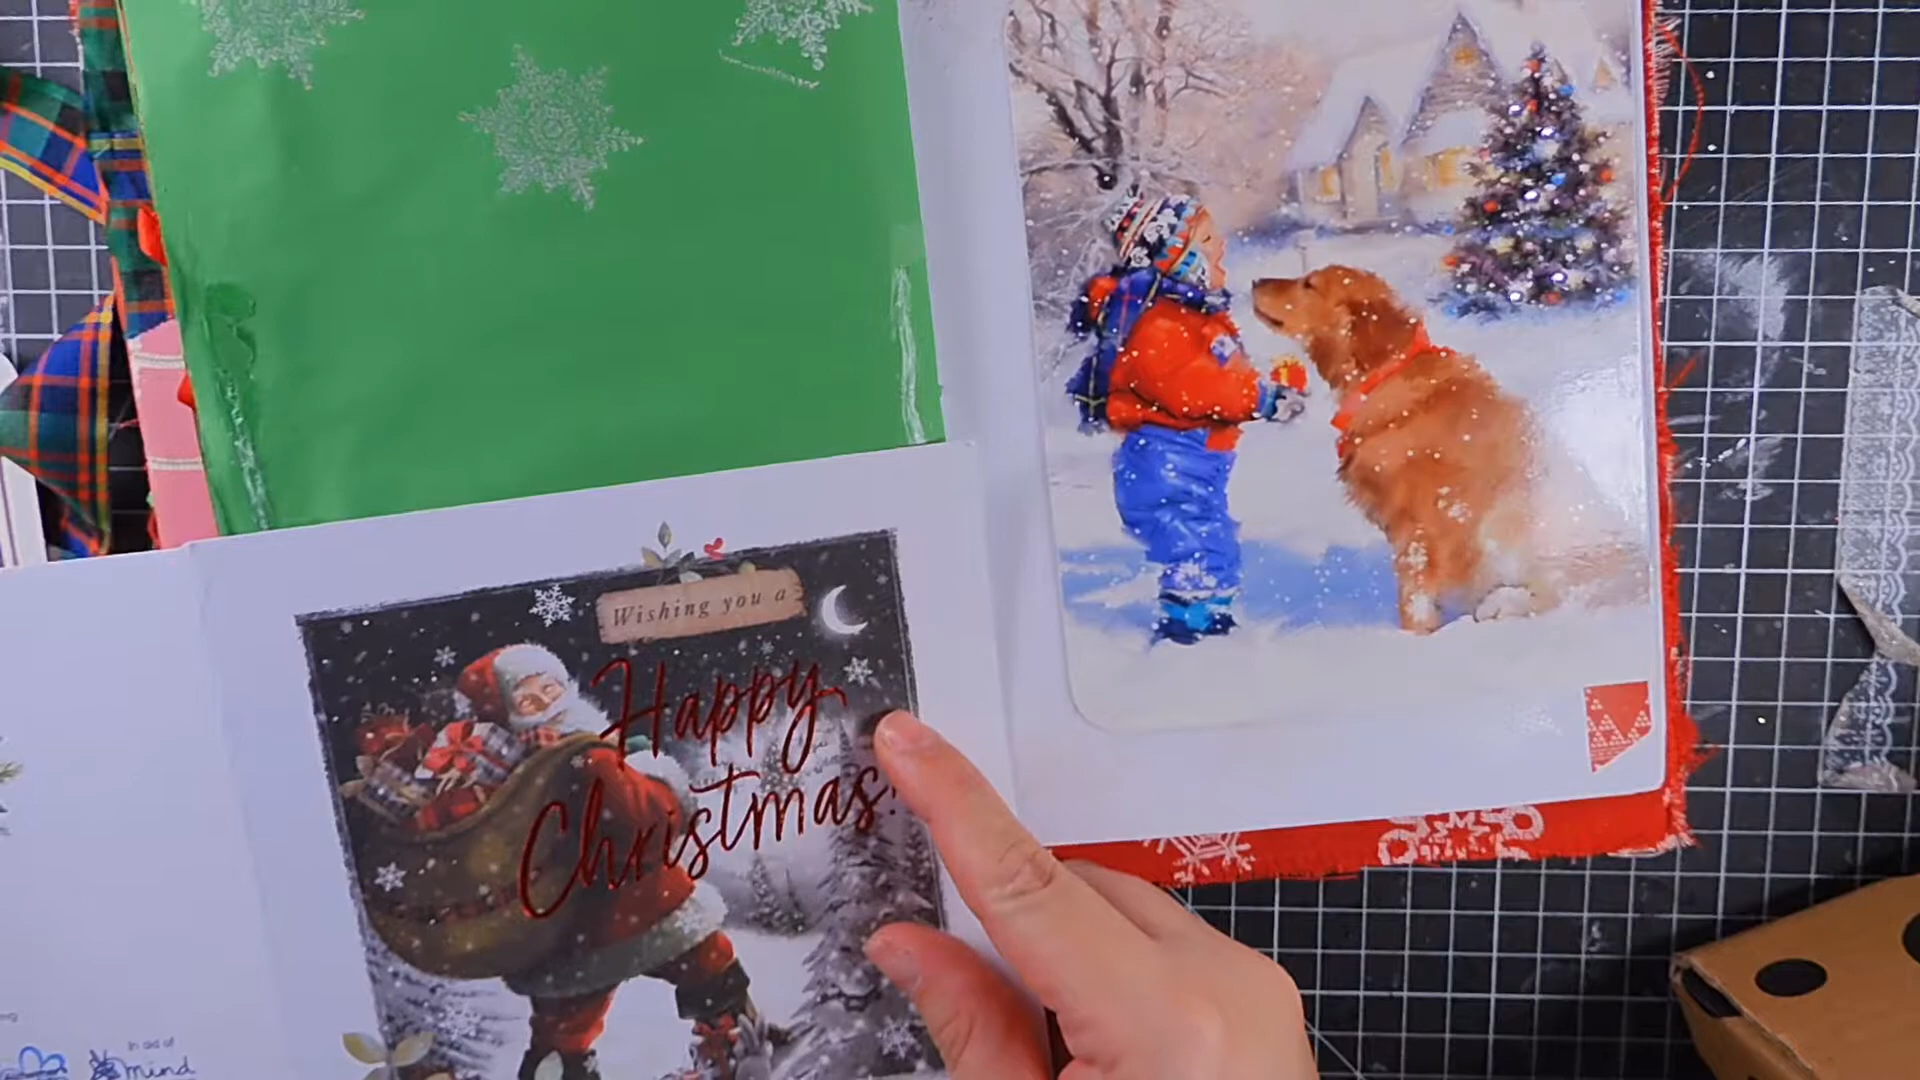 Wishing you a
Happy
Christmas!
In aid of
mind